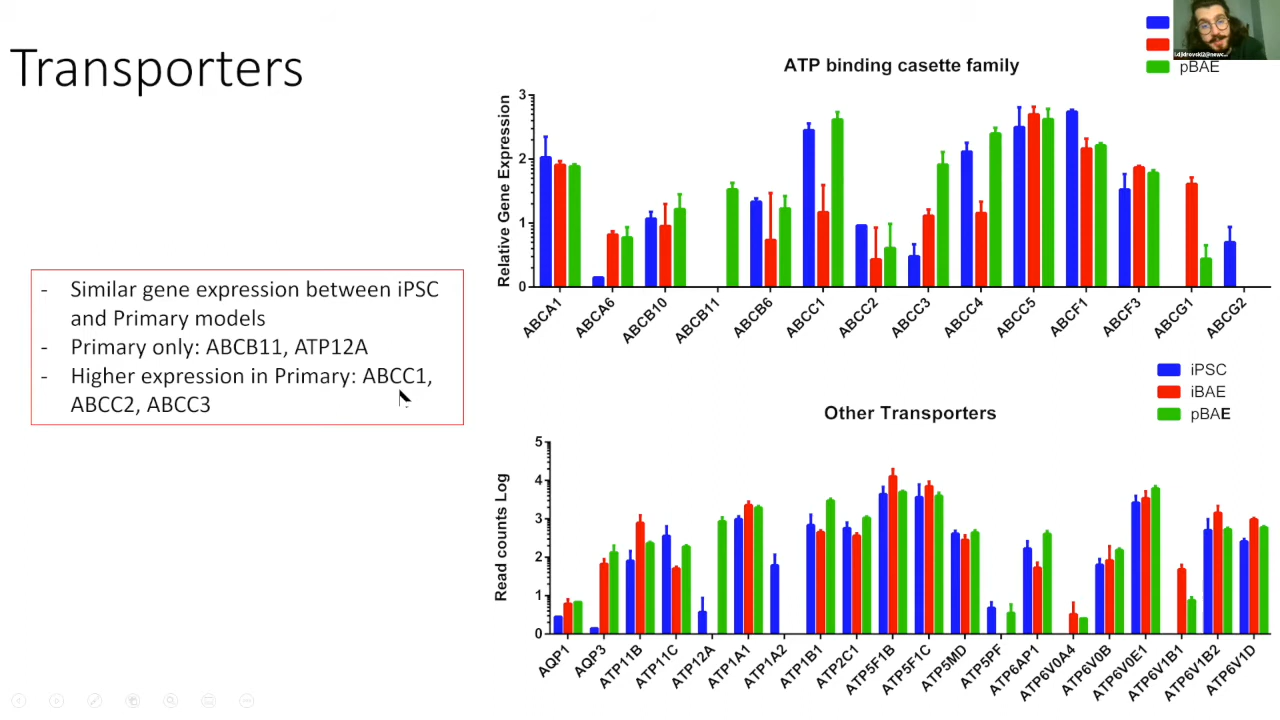 Transporters
- Similar gene expression between iPSC
and Primary models
- Primary only: ABCB11, ATP12A
- Higher expression in Primary: ABCC1,
ABCC2, ABCC3
ATP binding casette family
pBAE
Relative Gene Expression
3
2
1
0
ABCA1
ABCA6
ABCB10
ABCB11
ABCB6
ABCC1
ABCC2
ABCC3
ABCC4
ABCC5
ABCF1
ABCF3
ABCG1
ABCG2
Other Transporters
iPSC
iBAE
pBAE
Read counts Log
5
4
3
2
1
0
AQP1
AQP3
ATP11B
ATP11C
ATP12A
ATP1A1
ATP1A2
ATP1B1
ATP2C1
ATP5F1B
ATP5F1C
ATP5MD
ATP5PF
ATP6AP1
ATP6V0A4
ATP6V0B
ATP6V0E1
ATP6V1B1
ATP6V1B2
ATP6V1D